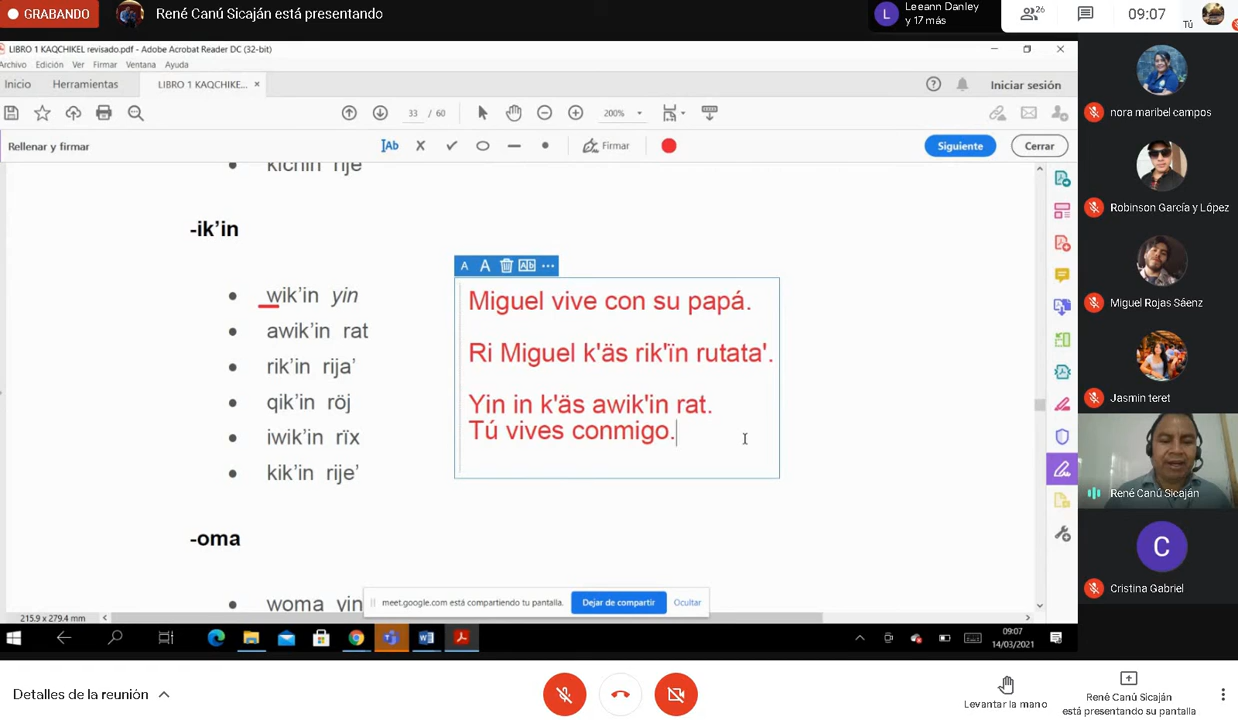 GRABANDO
René Canú Sicaján está presentando
Leeann Danley
y 17 más
26
09:07
Tú
LIBRO 1 KAQCHIKEL revisado.pdf - Adobe Acrobat Reader DC (32-bit)
Archivo Edición Ver Firmar Ventana Ayuda
Inicio Herramientas LIBRO 1 KAQCHIKEL... × Iniciar sesión
33 / 60 200%
Rellenar y firmar Ab Firmar Siguiente Cerrar
kichin rije
-ik’in
wik’in yin
awik’in rat
rik’in rija’
qik’in röj
iwik’in rïx
kik’in rije’
-oma
woma yin
A A Ab
Miguel vive con su papá.
Ri Miguel k'äs rik'ïn rutata'.
Yin in k'äs awik'in rat.
Tú vives conmigo.
meet.google.com está compartiendo tu pantalla. Dejar de compartir Ocultar
215.9 x 279.4 mm
09:07
14/03/2021
nora maribel campos
Robinson García y López
Miguel Rojas Sáenz
Jasmin teret
René Canú Sicaján
C
Cristina Gabriel
Detalles de la reunión
Levantar la mano
René Canú Sicaján
está presentando su pantalla